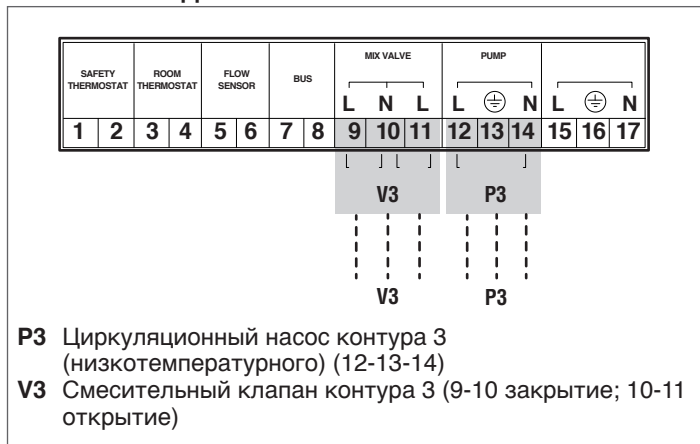 SAFETY THERMOSTAT
ROOM THERMOSTAT
FLOW SENSOR
BUS
MIX VALVE
PUMP
L N L L N L N
1 2 3 4 5 6 7 8 9 10 11 12 13 14 15 16 17
V3 P3
V3 P3
P3 Циркуляционный насос контура 3
(низкотемпературного) (12-13-14)
V3 Смесительный клапан контура 3 (9-10 закрытие; 10-11
открытие)